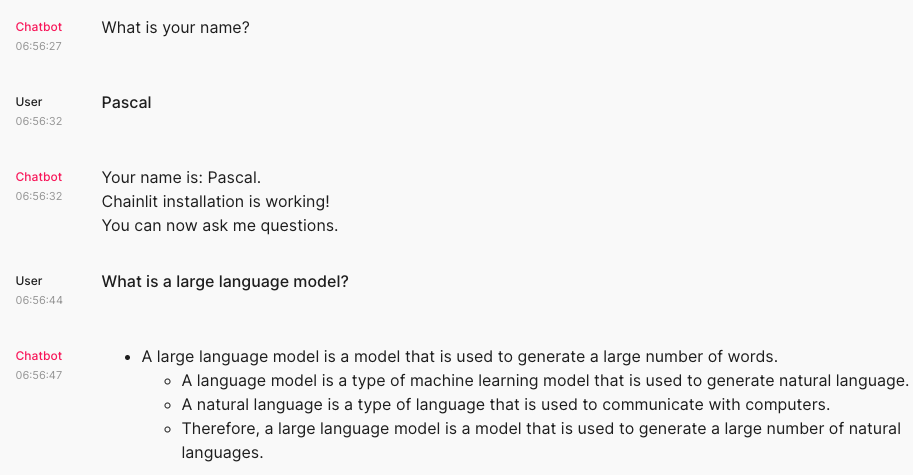 Chatbot
What is your name?
06:56:27
User
Pascal
06:56:32
Chatbot
Your name is: Pascal.
06:56:32
Chainlit installation is working!
You can now ask me questions.
User
What is a large language model?
06:56:44
Chatbot
• A large language model is a model that is used to generate a large number of words.
06:56:47
◦ A language model is a type of machine learning model that is used to generate natural language.
◦ A natural language is a type of language that is used to communicate with computers.
◦ Therefore, a large language model is a model that is used to generate a large number of natural
languages.